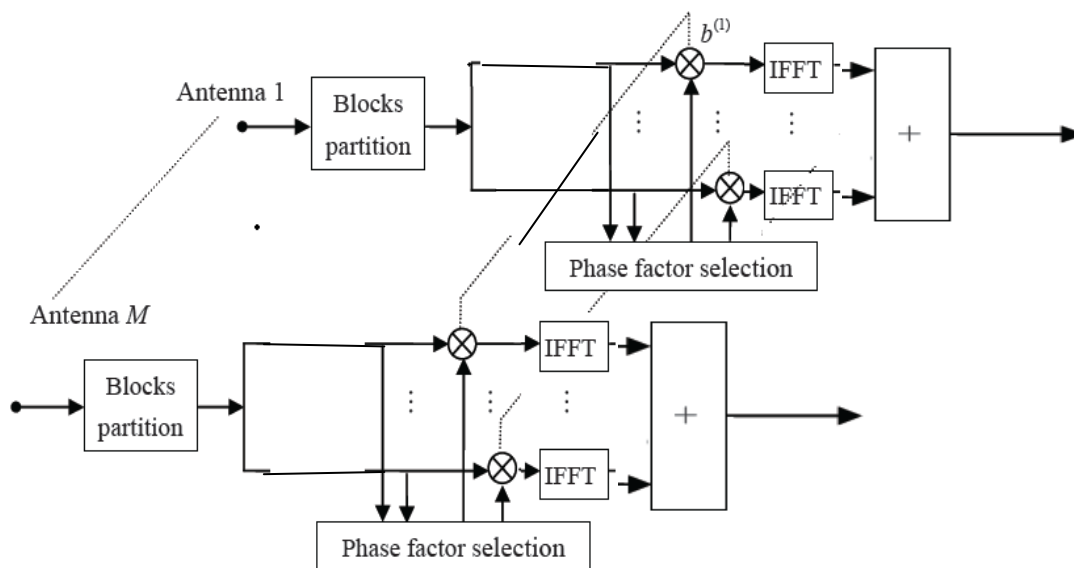 b(1)
IFFT
Antenna 1
Blocks
partition
⋮ ⋮ ⋮
+
IFFT
Phase factor selection
Antenna M
IFFT
Blocks
partition
⋮ ⋮ ⋮
+
IFFT
Phase factor selection